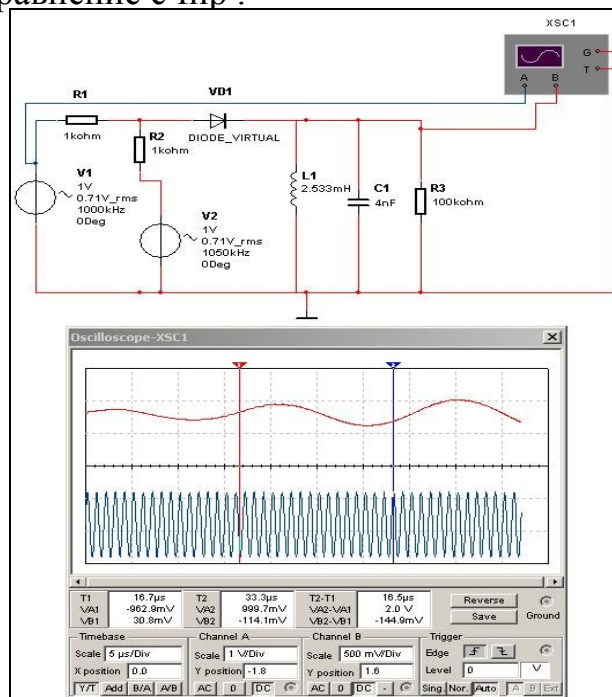 равнение с fпр .
XSC1
G
T
A B
R1
1kohm
VD1
DIODE_VIRTUAL
R2
1kohm
V1
1V
0.71V_rms
1000kHz
0Deg
V2
1V
0.71V_rms
1050kHz
0Deg
L1
2.533mH
C1
4nF
R3
100kohm
Oscilloscope-XSC1
1 2
T1 16.7µs T2 33.3µs T2-T1 16.5µs Reverse
VA1 -962.9mV VA2 999.7mV VA2-VA1 2.0 V Ground
VB1 30.8mV VB2 -114.1mV VB2-VB1 -144.9mV Save
Timebase Channel A Channel B Trigger
Scale 5 µs/Div Scale 1 V/Div Scale 500 mV/Div Edge
X position 0.0 Y position -1.8 Y position 1.6 Level 0 V
Y/T Add B/A A/B AC 0 DC AC 0 DC - Sing. Nor. Auto A B Ext